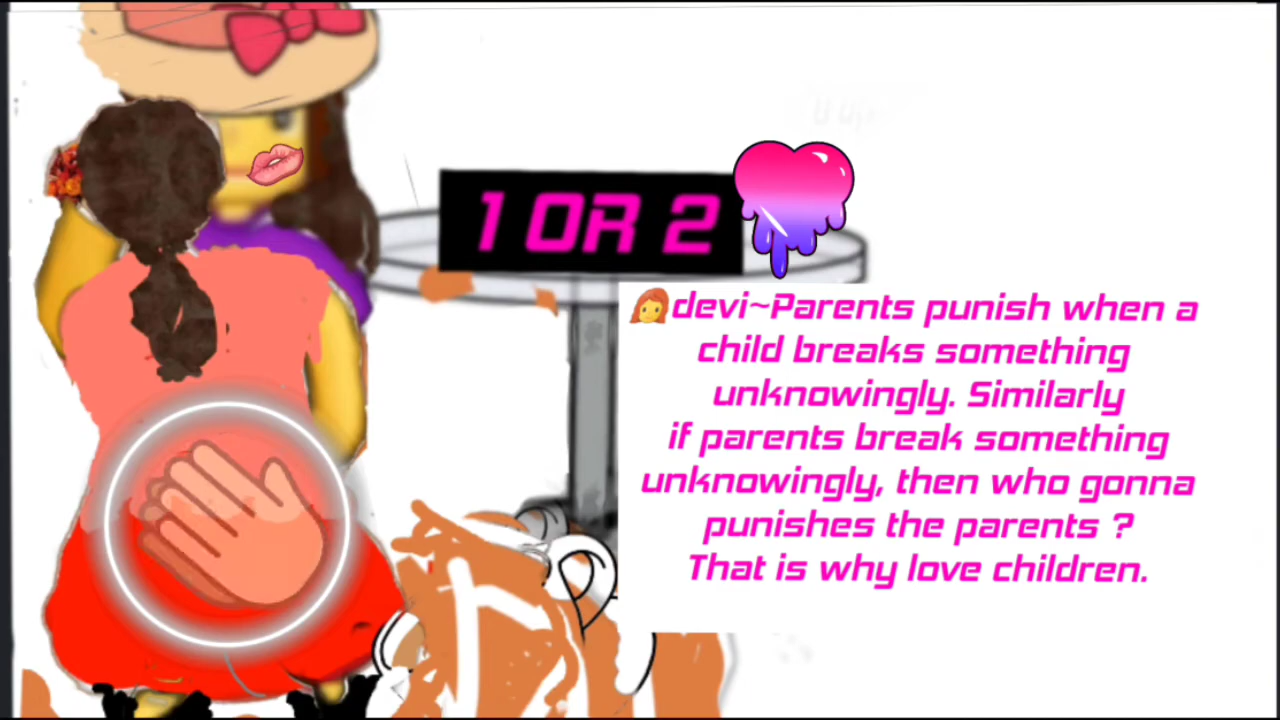 1 OR 2
devi~Parents punish when a
child breaks something
unknowingly. Similarly
if parents break something
unknowingly, then who gonna
punishes the parents ?
That is why love children.